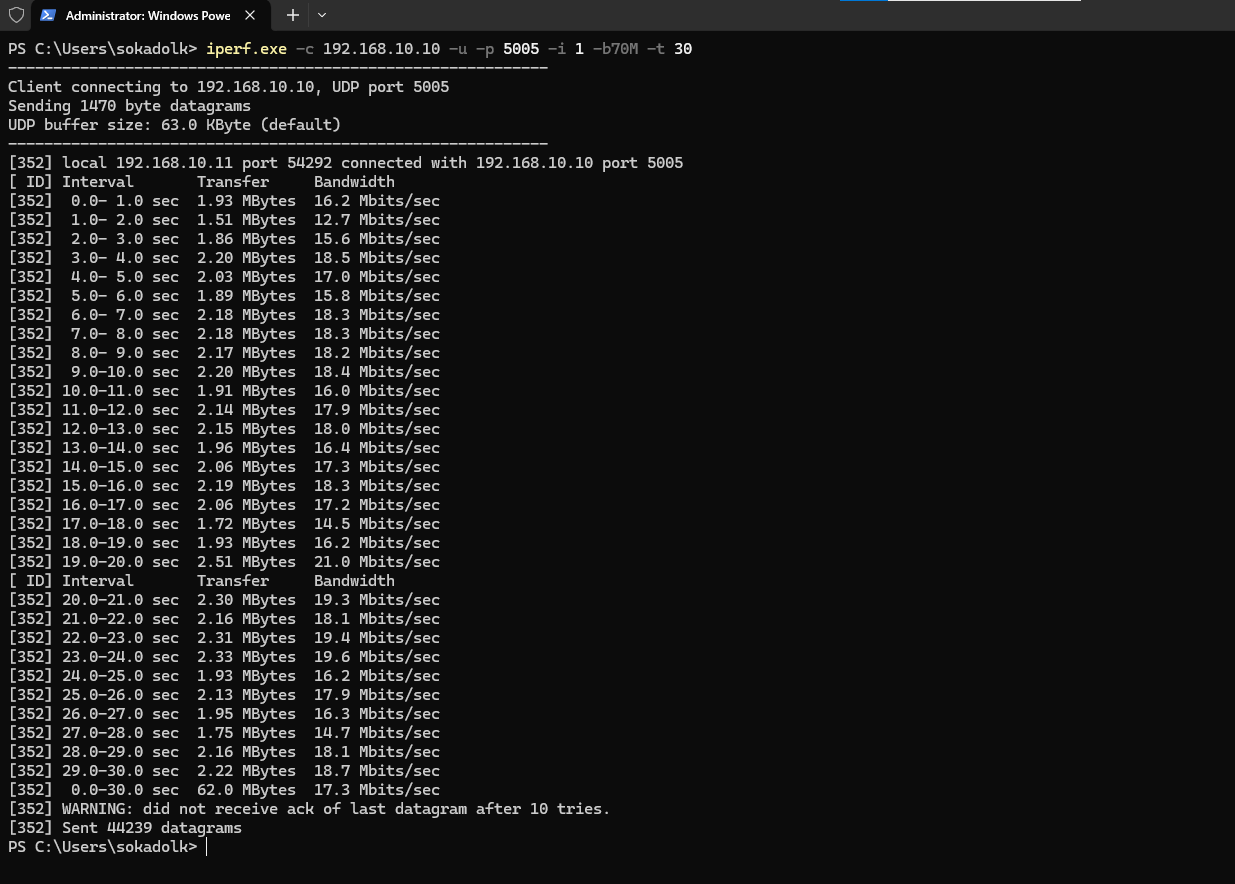 Administrator: Windows Powe
PS C:\Users\sokadolk> iperf.exe -c 192.168.10.10 -u -p 5005 -i 1 -b70M -t 30
------------------------------------------------------------
Client connecting to 192.168.10.10, UDP port 5005
Sending 1470 byte datagrams
UDP buffer size: 63.0 KByte (default)
------------------------------------------------------------
[352] local 192.168.10.11 port 54292 connected with 192.168.10.10 port 5005
[ ID] Interval       Transfer     Bandwidth
[352]  0.0- 1.0 sec  1.93 MBytes  16.2 Mbits/sec
[352]  1.0- 2.0 sec  1.51 MBytes  12.7 Mbits/sec
[352]  2.0- 3.0 sec  1.86 MBytes  15.6 Mbits/sec
[352]  3.0- 4.0 sec  2.20 MBytes  18.5 Mbits/sec
[352]  4.0- 5.0 sec  2.03 MBytes  17.0 Mbits/sec
[352]  5.0- 6.0 sec  1.89 MBytes  15.8 Mbits/sec
[352]  6.0- 7.0 sec  2.18 MBytes  18.3 Mbits/sec
[352]  7.0- 8.0 sec  2.18 MBytes  18.3 Mbits/sec
[352]  8.0- 9.0 sec  2.17 MBytes  18.2 Mbits/sec
[352]  9.0-10.0 sec  2.20 MBytes  18.4 Mbits/sec
[352] 10.0-11.0 sec  1.91 MBytes  16.0 Mbits/sec
[352] 11.0-12.0 sec  2.14 MBytes  17.9 Mbits/sec
[352] 12.0-13.0 sec  2.15 MBytes  18.0 Mbits/sec
[352] 13.0-14.0 sec  1.96 MBytes  16.4 Mbits/sec
[352] 14.0-15.0 sec  2.06 MBytes  17.3 Mbits/sec
[352] 15.0-16.0 sec  2.19 MBytes  18.3 Mbits/sec
[352] 16.0-17.0 sec  2.06 MBytes  17.2 Mbits/sec
[352] 17.0-18.0 sec  1.72 MBytes  14.5 Mbits/sec
[352] 18.0-19.0 sec  1.93 MBytes  16.2 Mbits/sec
[352] 19.0-20.0 sec  2.51 MBytes  21.0 Mbits/sec
[ ID] Interval       Transfer     Bandwidth
[352] 20.0-21.0 sec  2.30 MBytes  19.3 Mbits/sec
[352] 21.0-22.0 sec  2.16 MBytes  18.1 Mbits/sec
[352] 22.0-23.0 sec  2.31 MBytes  19.4 Mbits/sec
[352] 23.0-24.0 sec  2.33 MBytes  19.6 Mbits/sec
[352] 24.0-25.0 sec  1.93 MBytes  16.2 Mbits/sec
[352] 25.0-26.0 sec  2.13 MBytes  17.9 Mbits/sec
[352] 26.0-27.0 sec  1.95 MBytes  16.3 Mbits/sec
[352] 27.0-28.0 sec  1.75 MBytes  14.7 Mbits/sec
[352] 28.0-29.0 sec  2.16 MBytes  18.1 Mbits/sec
[352] 29.0-30.0 sec  2.22 MBytes  18.7 Mbits/sec
[352]  0.0-30.0 sec  62.0 MBytes  17.3 Mbits/sec
[352] WARNING: did not receive ack of last datagram after 10 tries.
[352] Sent 44239 datagrams
PS C:\Users\sokadolk>